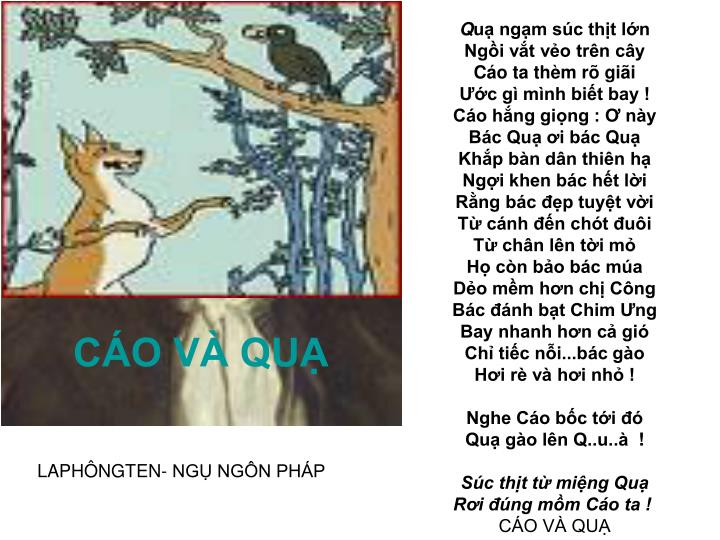 CÁO VÀ QUẠ
LAPHÔNGTEN- NGỤ NGÔN PHÁP
Quạ ngạm súc thịt lớn
Ngồi vắt vẻo trên cây
Cáo ta thèm rõ giãi
Ước gì mình biết bay !
Cáo hắng giọng : Ơ này
Bác Quạ ơi bác Quạ
Khắp bàn dân thiên hạ
Ngợi khen bác hết lời
Rằng bác đẹp tuyệt vời
Từ cánh đến chót đuôi
Từ chân lên tời mỏ
Họ còn bảo bác múa
Dẻo mềm hơn chị Công
Bác đánh bạt Chim Ưng
Bay nhanh hơn cả gió
Chỉ tiếc nỗi...bác gào
Hơi rè và hơi nhỏ !
Nghe Cáo bốc tới đó
Quạ gào lên Q..u..à !
Súc thịt từ miệng Quạ
Rơi đúng mồm Cáo ta !
CÁO VÀ QUẠ